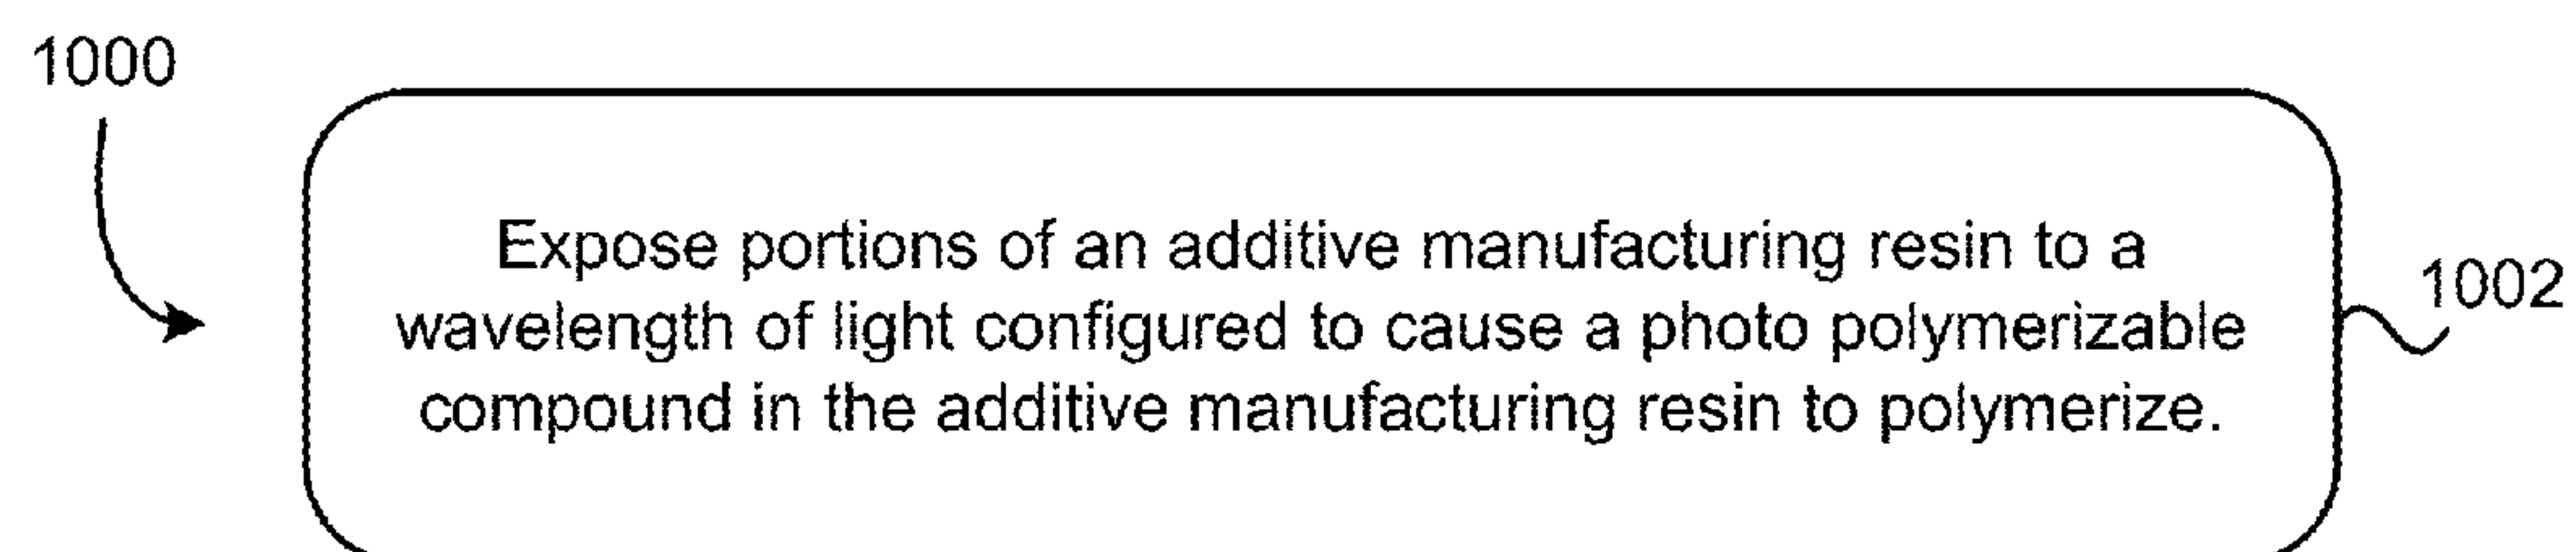 1000
Expose portions of an additive manufacturing resin to a
wavelength of light configured to cause a photo polymerizable
compound in the additive manufacturing resin to polymerize.
1002